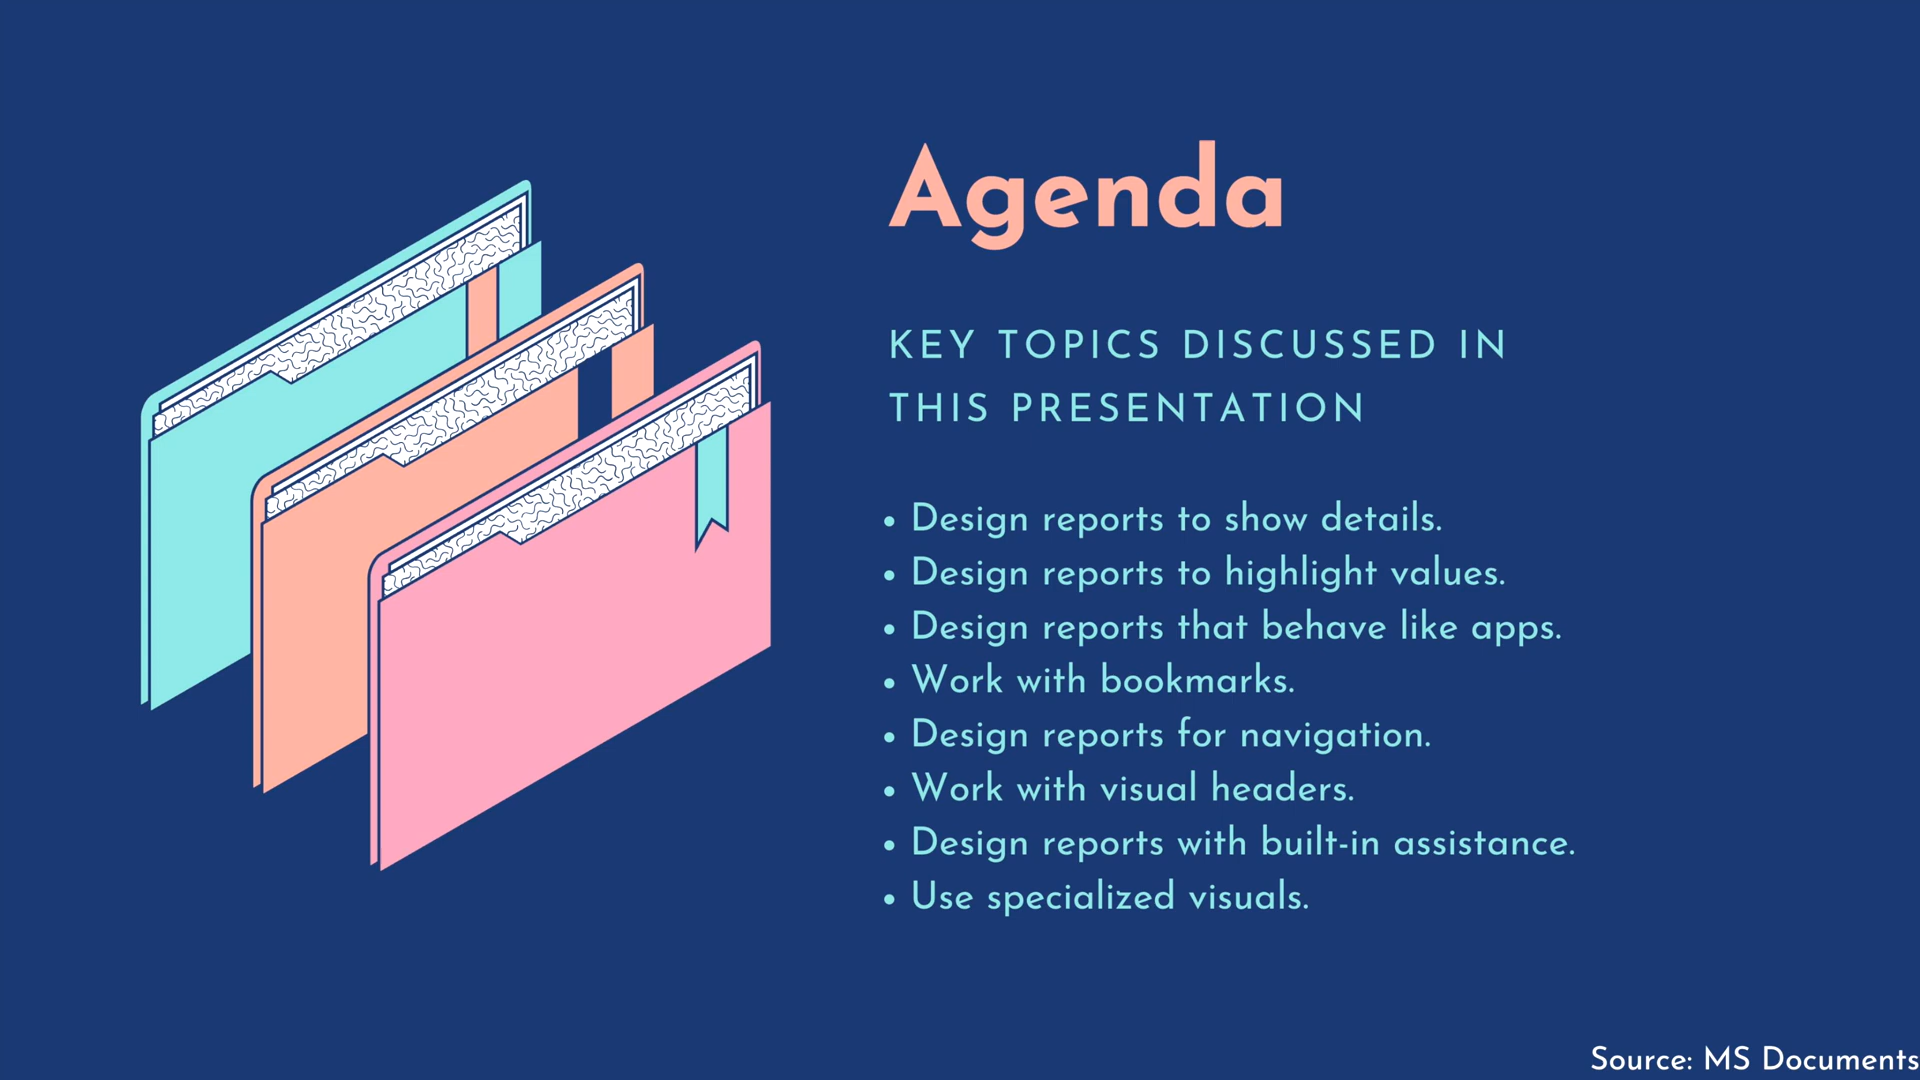 Agenda
KEY TOPICS DISCUSSED IN
THIS PRESENTATION
• Design reports to show details.
• Design reports to highlight values.
• Design reports that behave like apps.
• Work with bookmarks.
• Design reports for navigation.
• Work with visual headers.
• Design reports with built-in assistance.
• Use specialized visuals.
Source: MS Documents